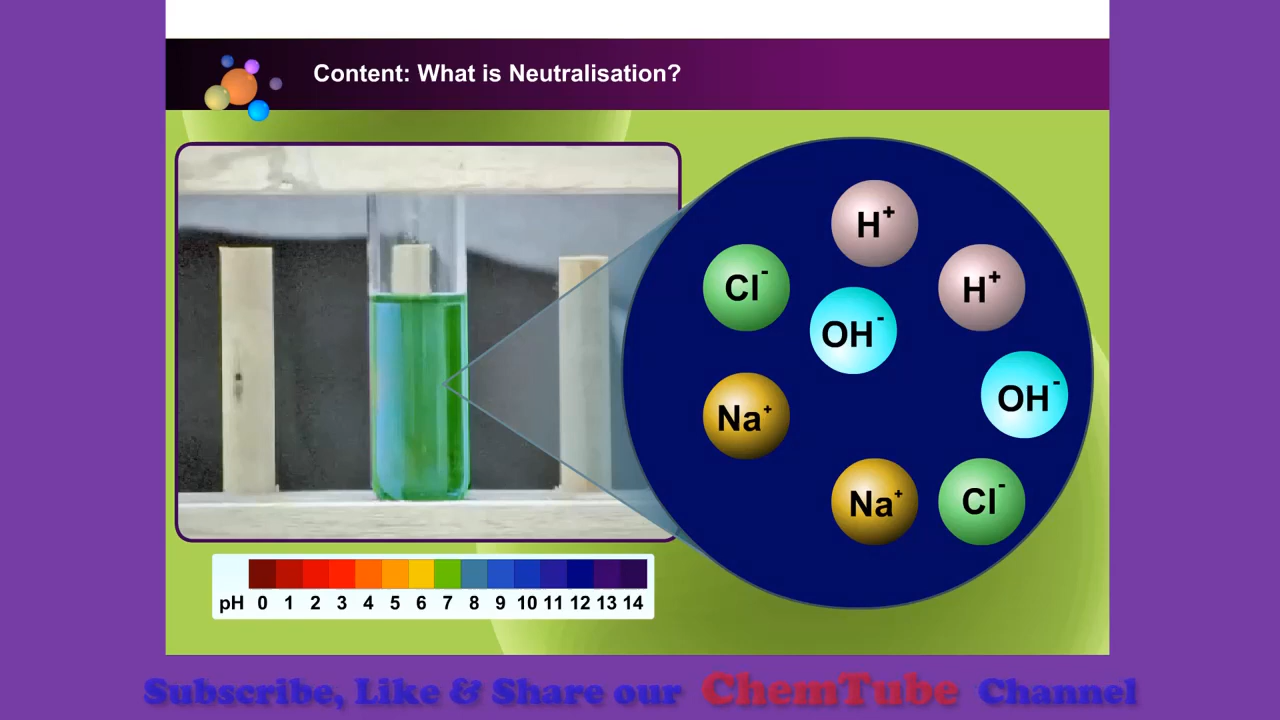 Content: What is Neutralisation?
H⁺
Cl⁻
H⁺
OH⁻
OH⁻
Na⁺
Na⁺
Cl⁻
pH 0 1 2 3 4 5 6 7 8 9 10 11 12 13 14
Subscribe, Like & Share our ChemTube Channel